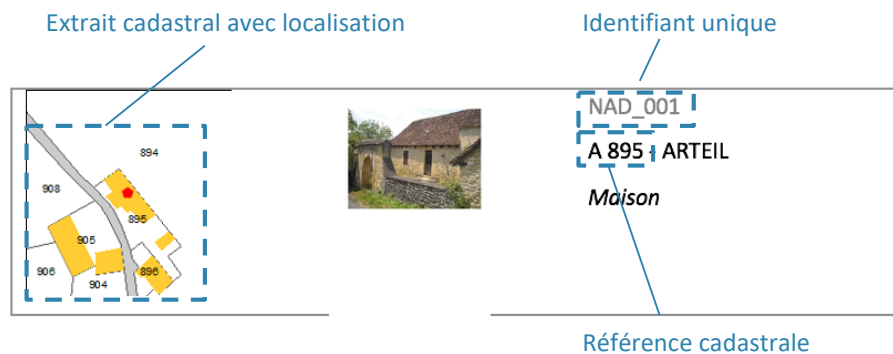 Extrait cadastral avec localisation
Identifiant unique
NAD_001
A 895 - ARTEIL
Maison
894
908
895
905
906
904
896
Référence cadastrale